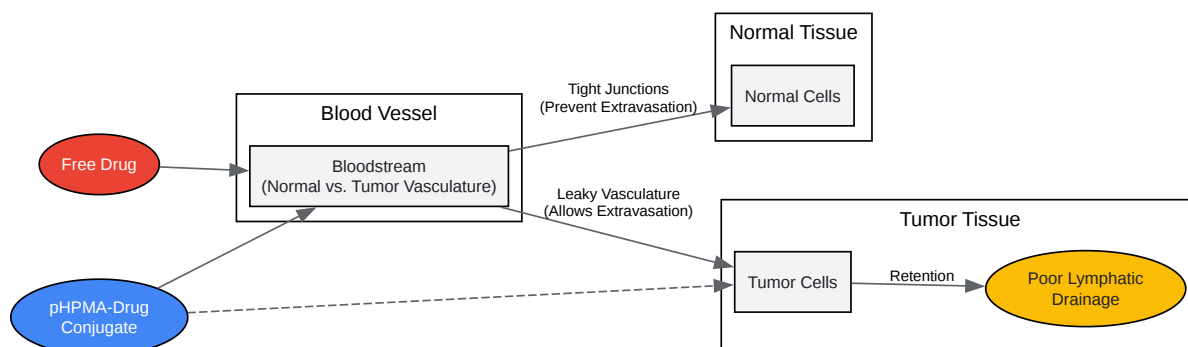 Normal Tissue
Normal Cells
Tight Junctions
(Prevent Extravasation)
Blood Vessel
Bloodstream
(Normal vs. Tumor Vasculature)
Free Drug
Leaky Vasculature
(Allows Extravasation)
Tumor Tissue
Tumor Cells
Retention
Poor Lymphatic
Drainage
pHPMA-Drug
Conjugate